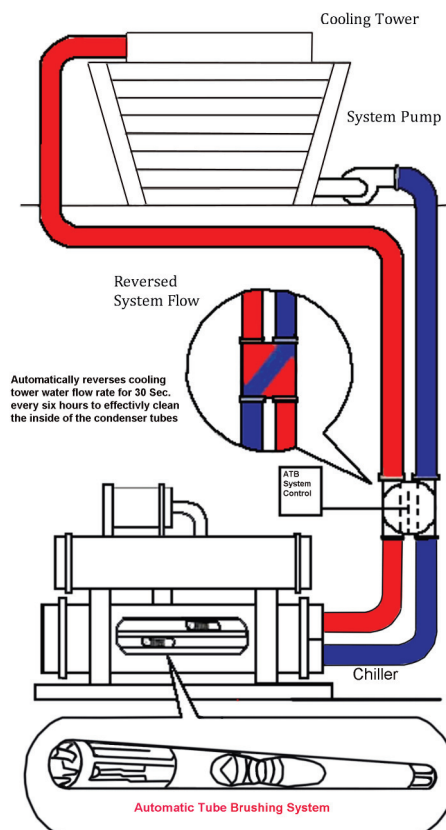 Cooling Tower
System Pump
Reversed
System Flow
Automatically reverses cooling
tower water flow rate for 30 Sec.
every six hours to effectivly clean
the inside of the condenser tubes
ATB
System
Control
Chiller
Automatic Tube Brushing System